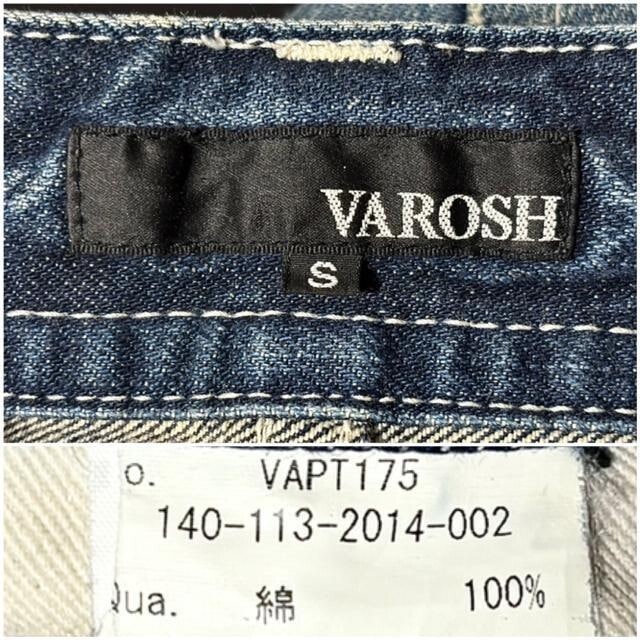 VAROSH
S
o. VAPT175
140-113-2014-002
Qua. 綿 100%